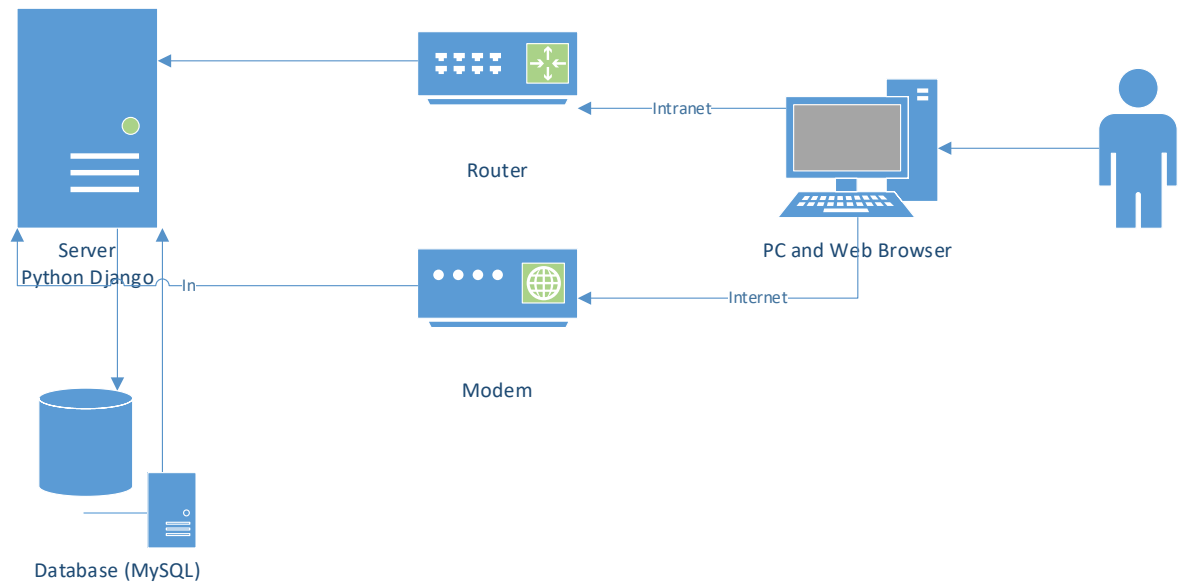 Intranet
Router
Server
Python Django
PC and Web Browser
In
Internet
Modem
Database (MySQL)